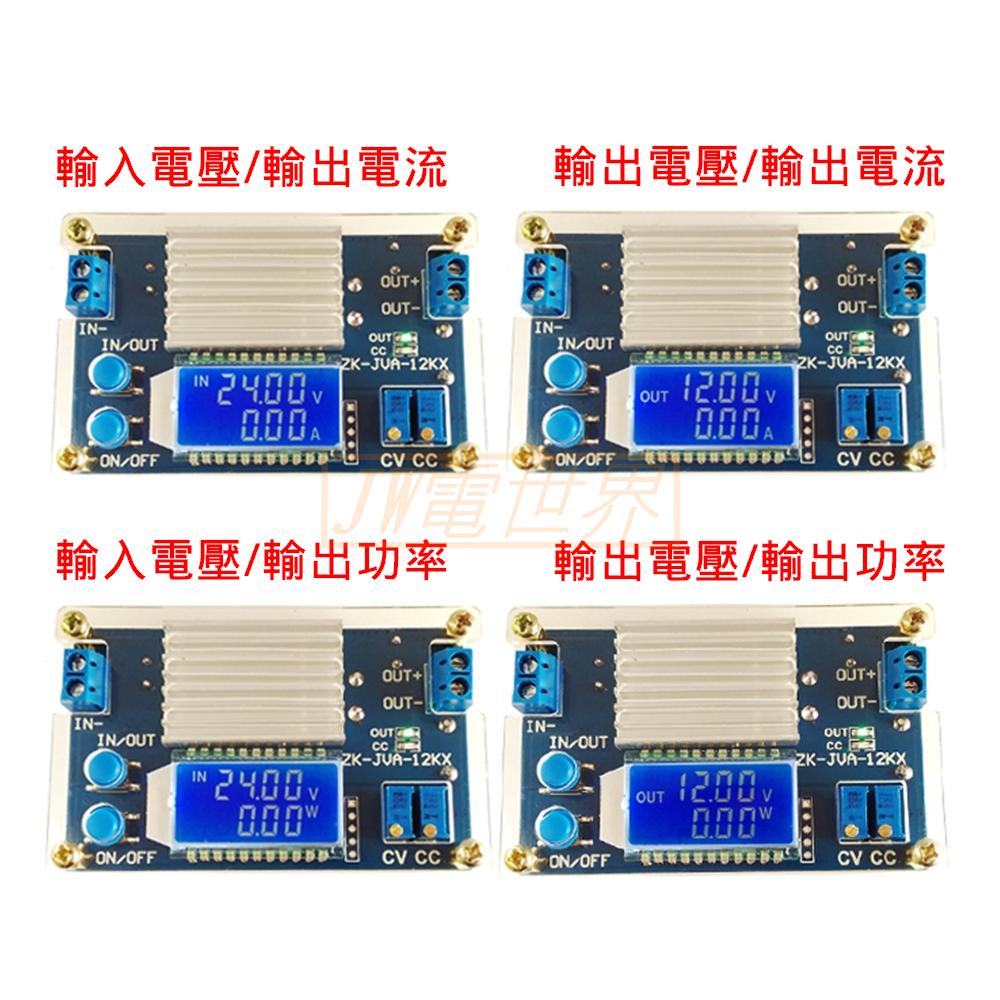 輸入電壓/輸出電流
輸出電壓/輸出電流
OUT+
OUT-
IN-
IN/OUT
OUT
CC
ZK-JVA-12KX
IN 24.00 V
0.00 A
ON/OFF
CV CC
OUT+
OUT-
IN-
IN/OUT
OUT
CC
ZK-JVA-12KX
OUT 12.00 V
0.00 A
ON/OFF
CV CC
JW電世界
輸入電壓/輸出功率
輸出電壓/輸出功率
OUT+
OUT-
IN-
IN/OUT
OUT
CC
ZK-JVA-12KX
IN 24.00 V
0.00 W
ON/OFF
CV CC
OUT+
OUT-
IN-
IN/OUT
OUT
CC
ZK-JVA-12KX
OUT 12.00 V
0.00 W
ON/OFF
CV CC